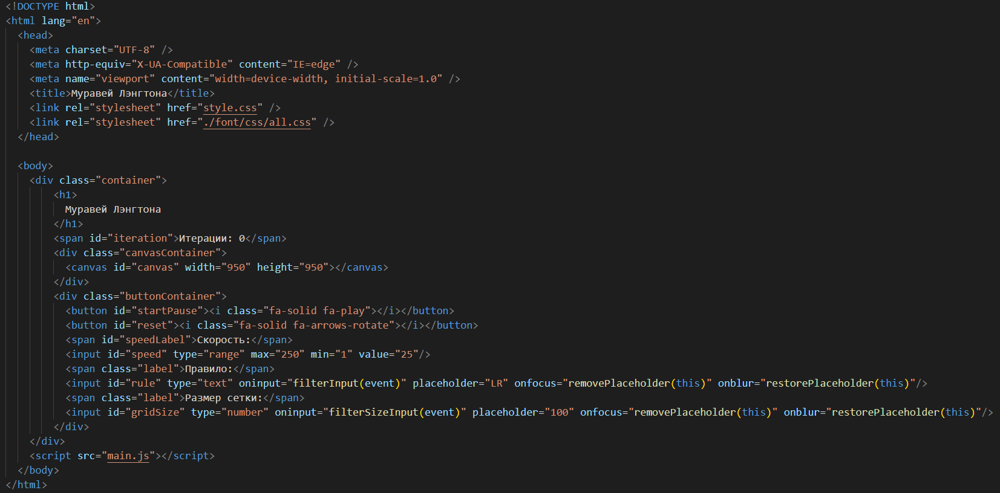 <!DOCTYPE html>
<html lang="en">
<head>
<meta charset="UTF-8" />
<meta http-equiv="X-UA-Compatible" content="IE=edge" />
<meta name="viewport" content="width=device-width, initial-scale=1.0" />
<title>Муравей Лэнгтона</title>
<link rel="stylesheet" href="style.css" />
<link rel="stylesheet" href="./font/css/all.css" />
</head>
<body>
<div class="container">
<h1>
Муравей Лэнгтона
</h1>
<span id="iteration">Итерации: 0</span>
<div class="canvasContainer">
<canvas id="canvas" width="950" height="950"></canvas>
</div>
<div class="buttonContainer">
<button id="startPause"><i class="fa-solid fa-play"></i></button>
<button id="reset"><i class="fa-solid fa-arrows-rotate"></i></button>
<span id="speedLabel">Скорость:</span>
<input id="speed" type="range" max="250" min="1" value="25"/>
<span class="label">Правило:</span>
<input id="rule" type="text" oninput="filterInput(event)" placeholder="LR" onfocus="removePlaceholder(this)" onblur="restorePlaceholder(this)"/>
<span class="label">Размер сетки:</span>
<input id="gridSize" type="number" oninput="filterSizeInput(event)" placeholder="100" onfocus="removePlaceholder(this)" onblur="restorePlaceholder(this)"/>
</div>
</div>
<script src="main.js"></script>
</body>
</html>